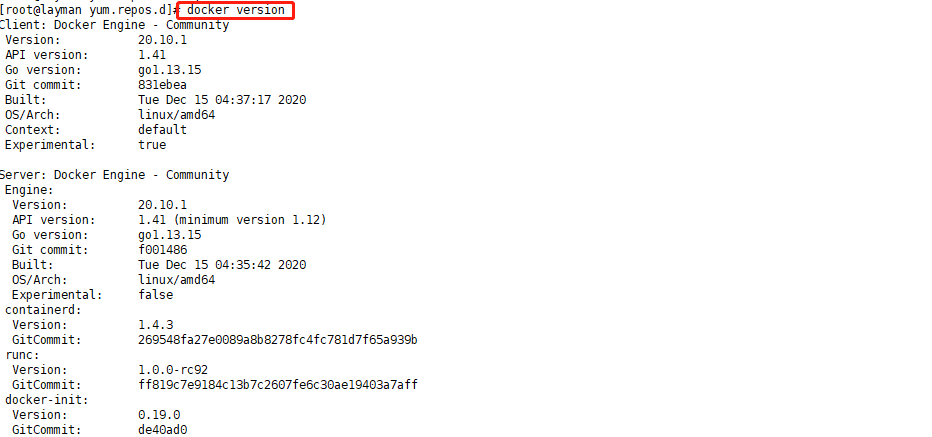 [root@layman yum.repos.d]# docker version
Client: Docker Engine - Community
Version: 20.10.1
API version: 1.41
Go version: go1.13.15
Git commit: 831ebea
Built: Tue Dec 15 04:37:17 2020
OS/Arch: linux/amd64
Context: default
Experimental: true
Server: Docker Engine - Community
Engine:
Version: 20.10.1
API version: 1.41 (minimum version 1.12)
Go version: go1.13.15
Git commit: f001486
Built: Tue Dec 15 04:35:42 2020
OS/Arch: linux/amd64
Experimental: false
containerd:
Version: 1.4.3
GitCommit: 269548fa27e0089a8b8278fc4fc781d7f65a939b
runc:
Version: 1.0.0-rc92
GitCommit: ff819c7e9184c13b7c2607fe6c30ae19403a7aff
docker-init:
Version: 0.19.0
GitCommit: de40ad0